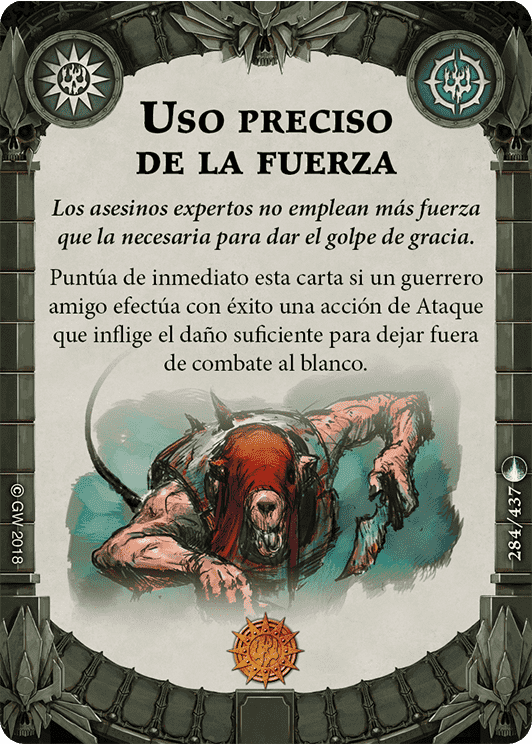 Uso preciso
de la fuerza
Los asesinos expertos no emplean más fuerza
que la necesaria para dar el golpe de gracia.
Puntúa de inmediato esta carta si un guerrero
amigo efectúa con éxito una acción de Ataque
que inflige el daño suficiente para dejar fuera
de combate al blanco.
© GW 2018
284/437